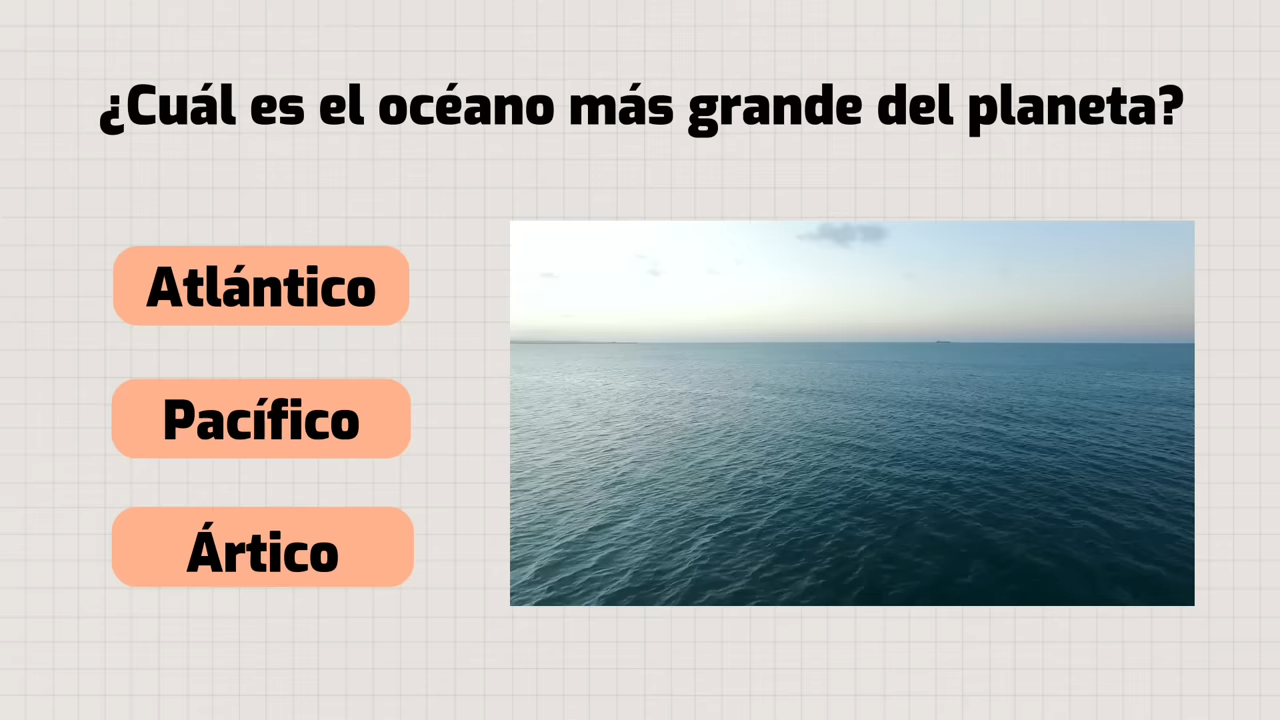 ¿Cuál es el océano más grande del planeta?
Atlántico
Pacífico
Ártico